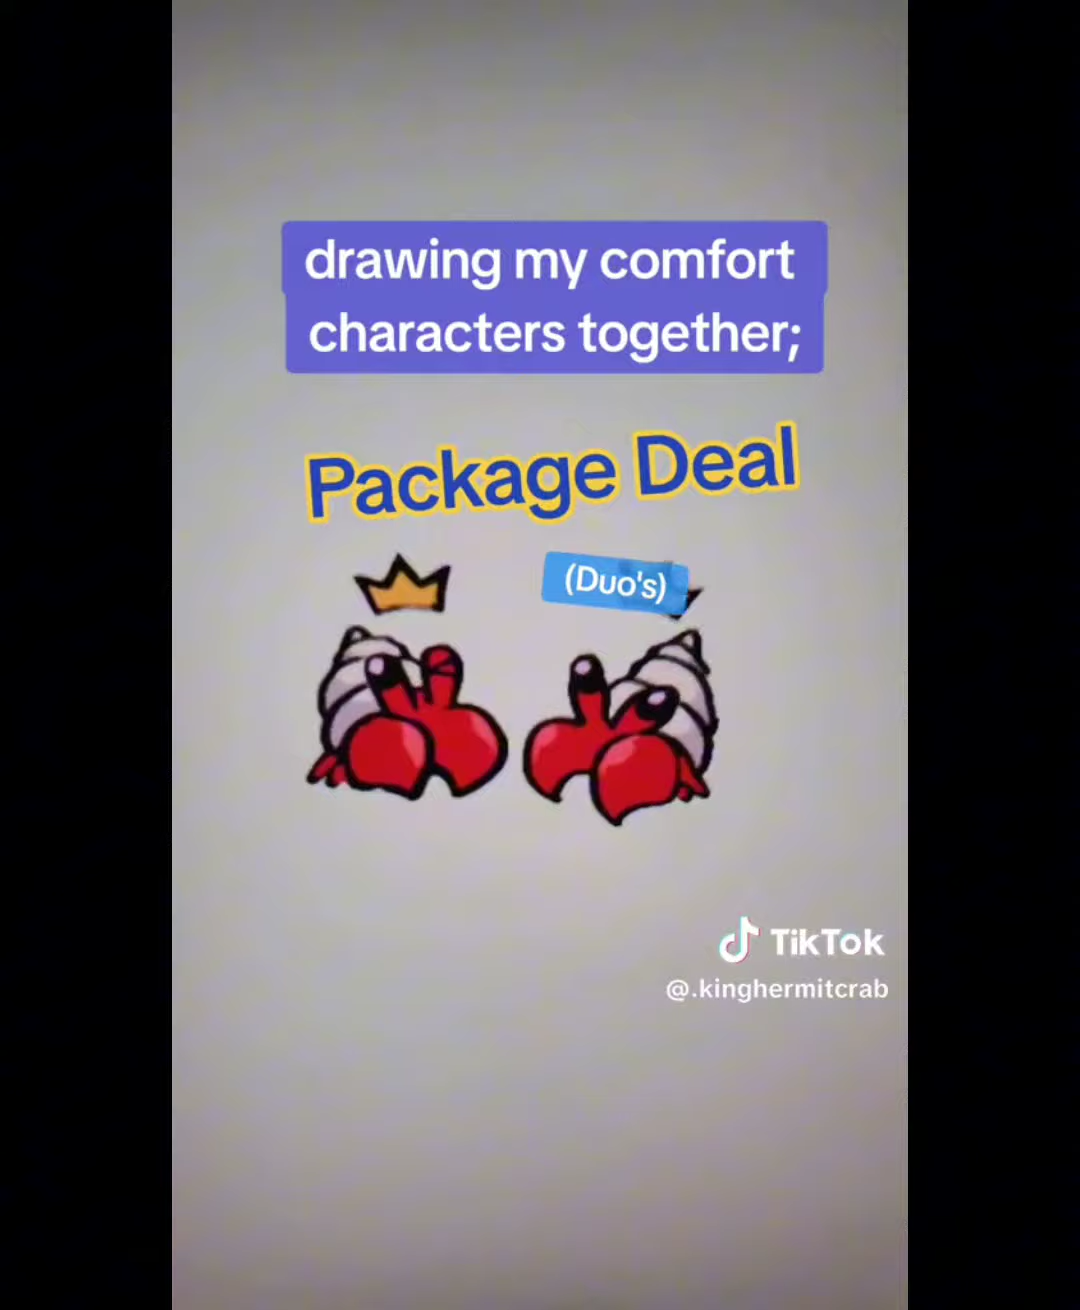 drawing my comfort
characters together;
Package Deal
(Duo's)
TikTok
@.kinghermitcrab